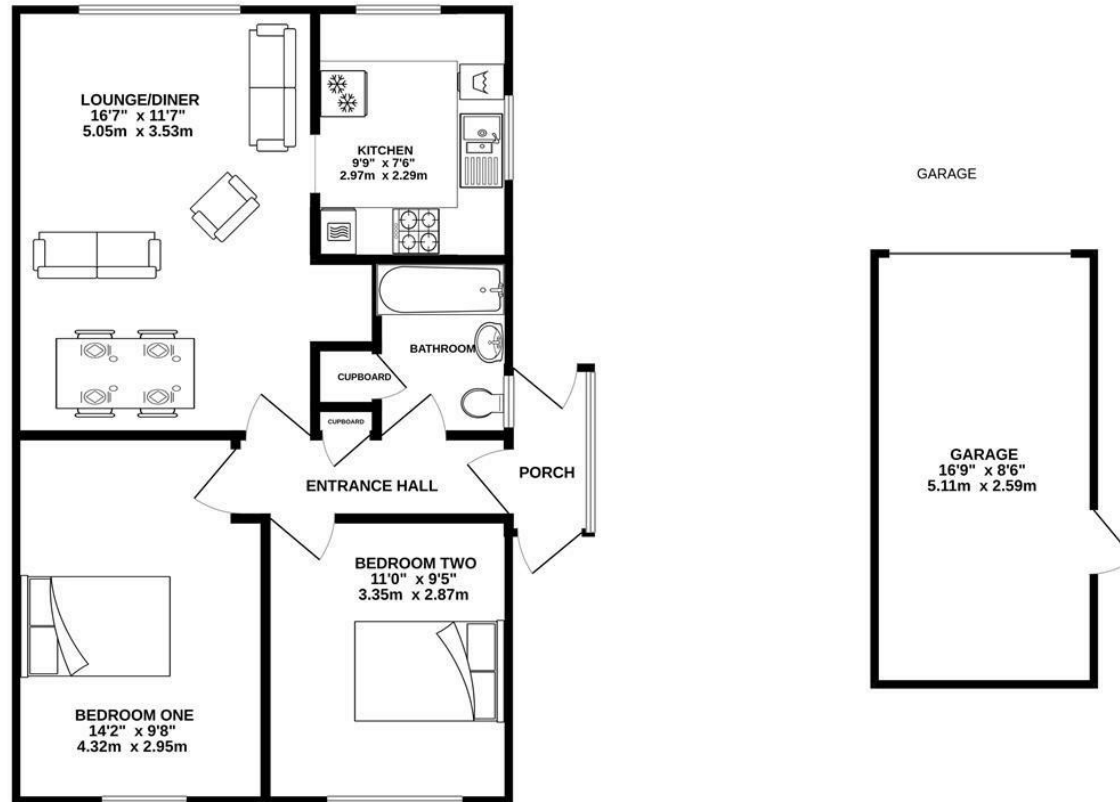 LOUNGE/DINER
16'7" x 11'7"
5.05m x 3.53m
KITCHEN
9'9" x 7'6"
2.97m x 2.29m
GARAGE
BATHROOM
CUPBOARD
CUPBOARD
ENTRANCE HALL
PORCH
GARAGE
16'9" x 8'6"
5.11m x 2.59m
BEDROOM TWO
11'0" x 9'5"
3.35m x 2.87m
BEDROOM ONE
14'2" x 9'8"
4.32m x 2.95m